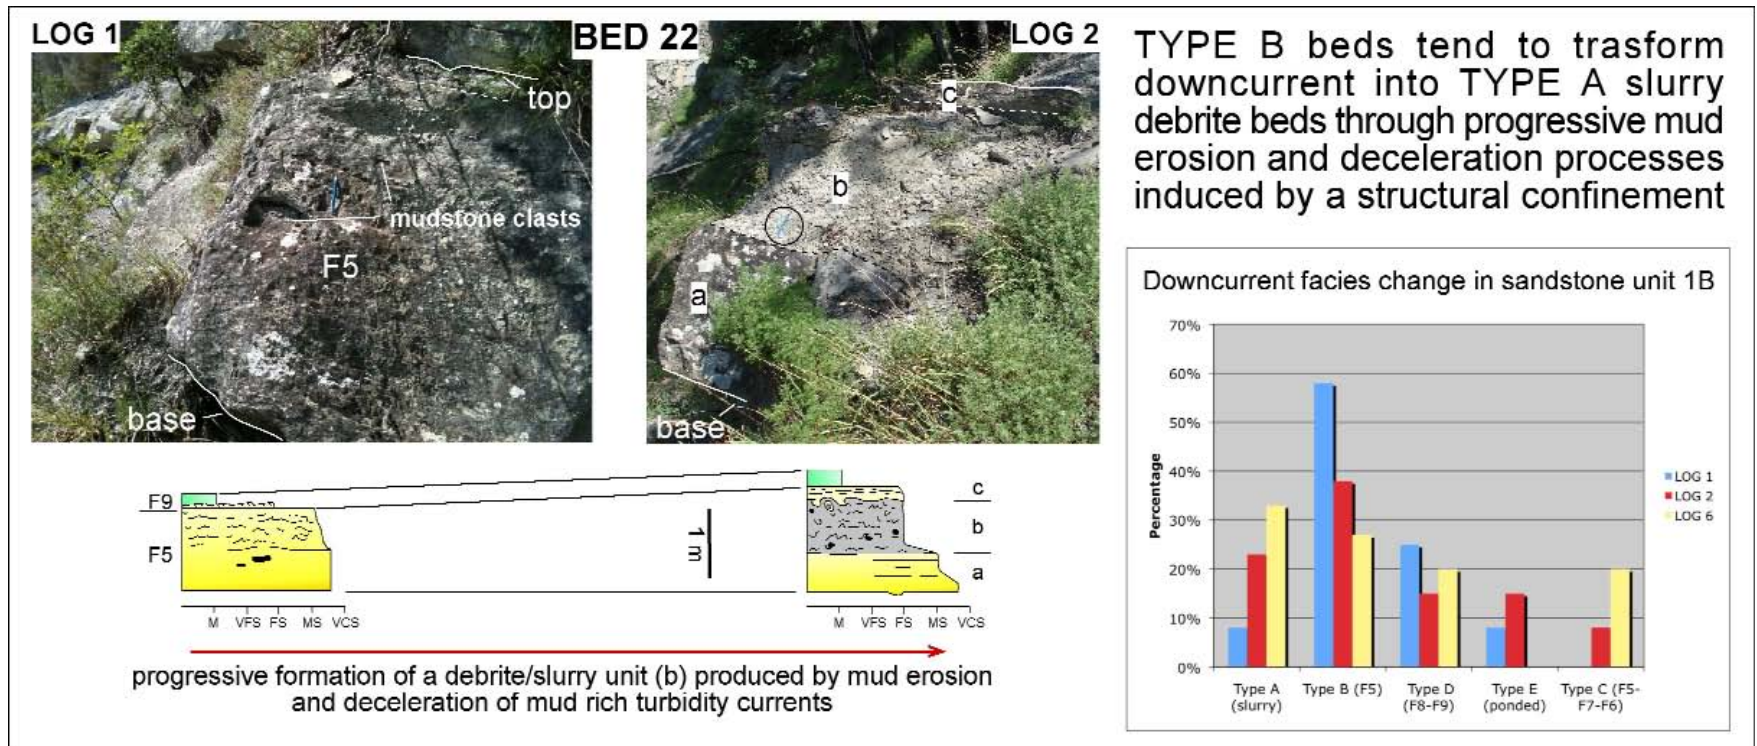 LOG 1
BED 22
LOG 2
top
mudstone clasts
F5
base
c
b
a
base
TYPE B beds tend to trasform
downcurrent into TYPE A slurry
debrite beds through progressive mud
erosion and deceleration processes
induced by a structural confinement
F9
F5
1 m
c
b
a
M VFS FS MS VCS
M VFS FS MS VCS
progressive formation of a debrite/slurry unit (b) produced by mud erosion
and deceleration of mud rich turbidity currents
Downcurrent facies change in sandstone unit 1B
70%
60%
50%
40%
30%
20%
10%
0%
Percentage
Type A
(slurry)
Type B (F5)
Type D
(F8-F9)
Type E
(ponded)
Type C (F5-
F7-F6)
LOG 1
LOG 2
LOG 6